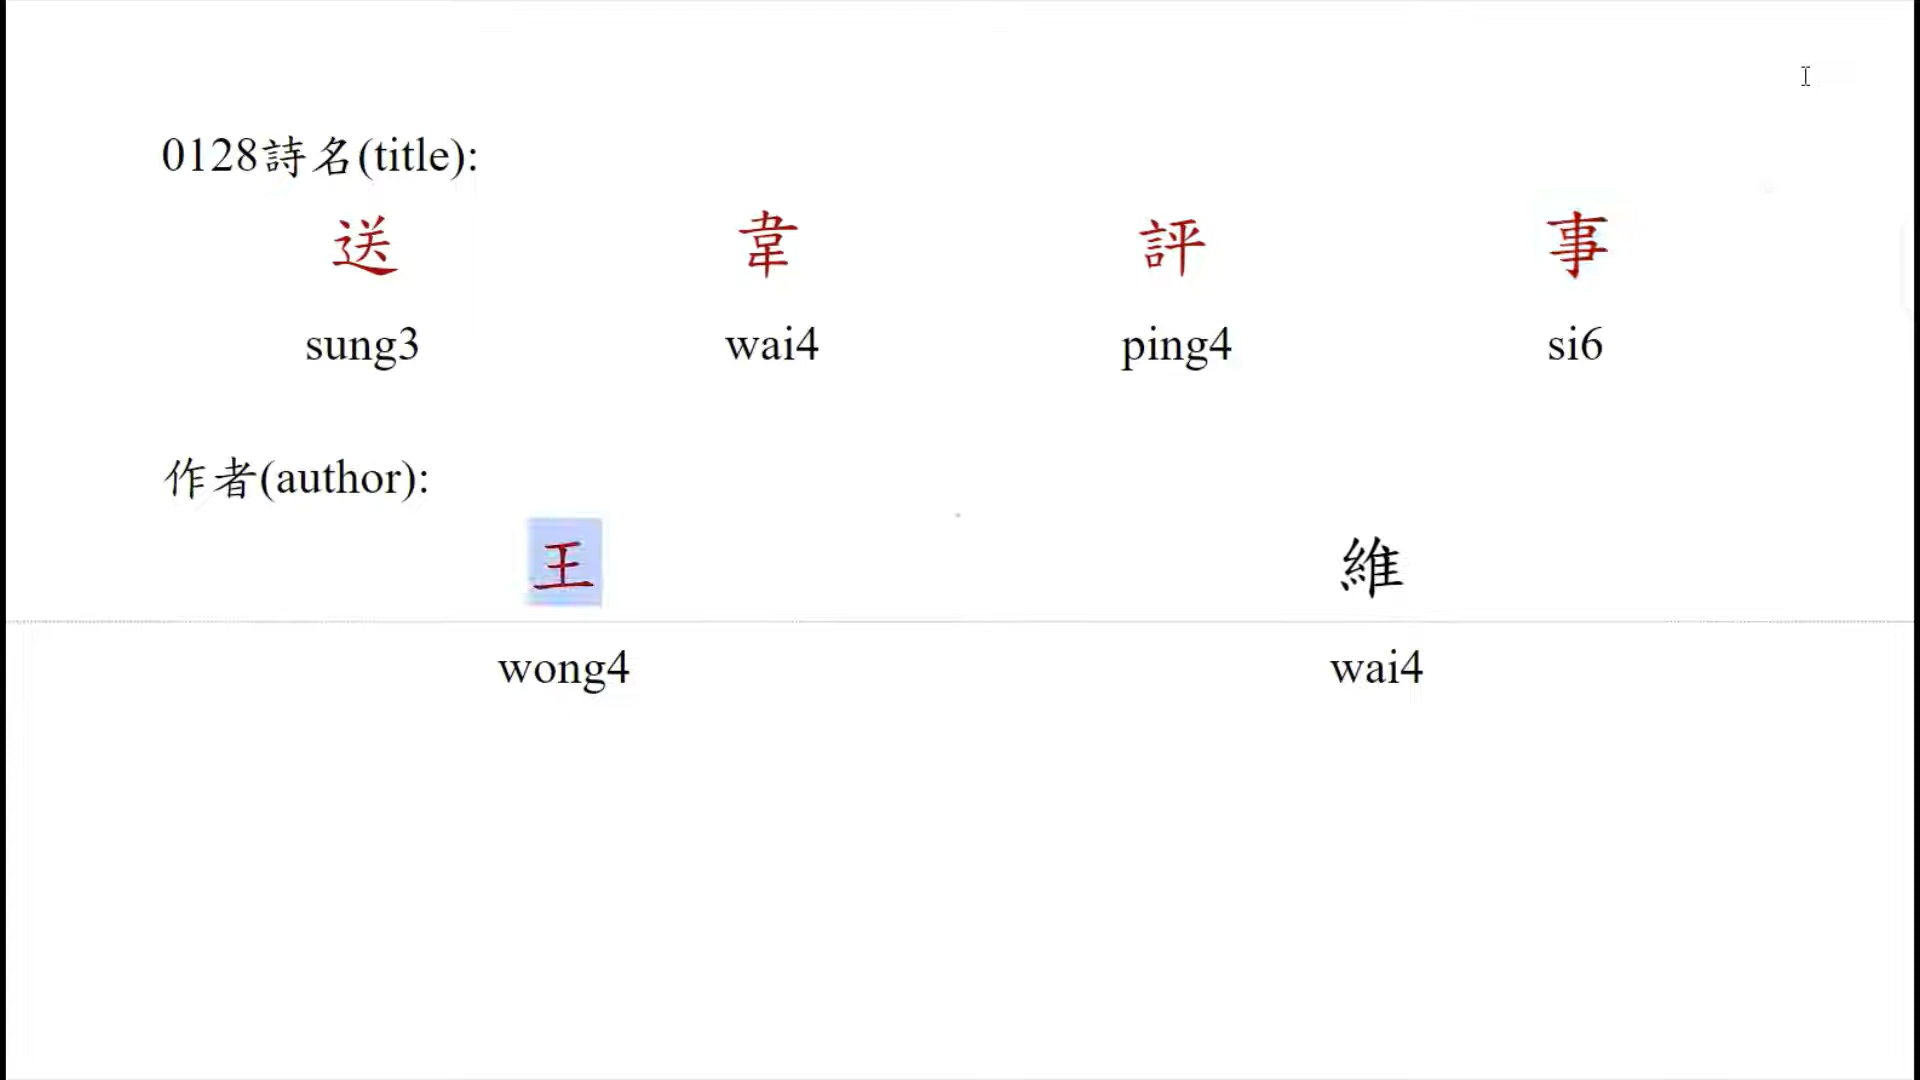 0128詩名(title):
送 韋 評 事
sung3 wai4 ping4 si6
作者(author):
王 維
wong4 wai4